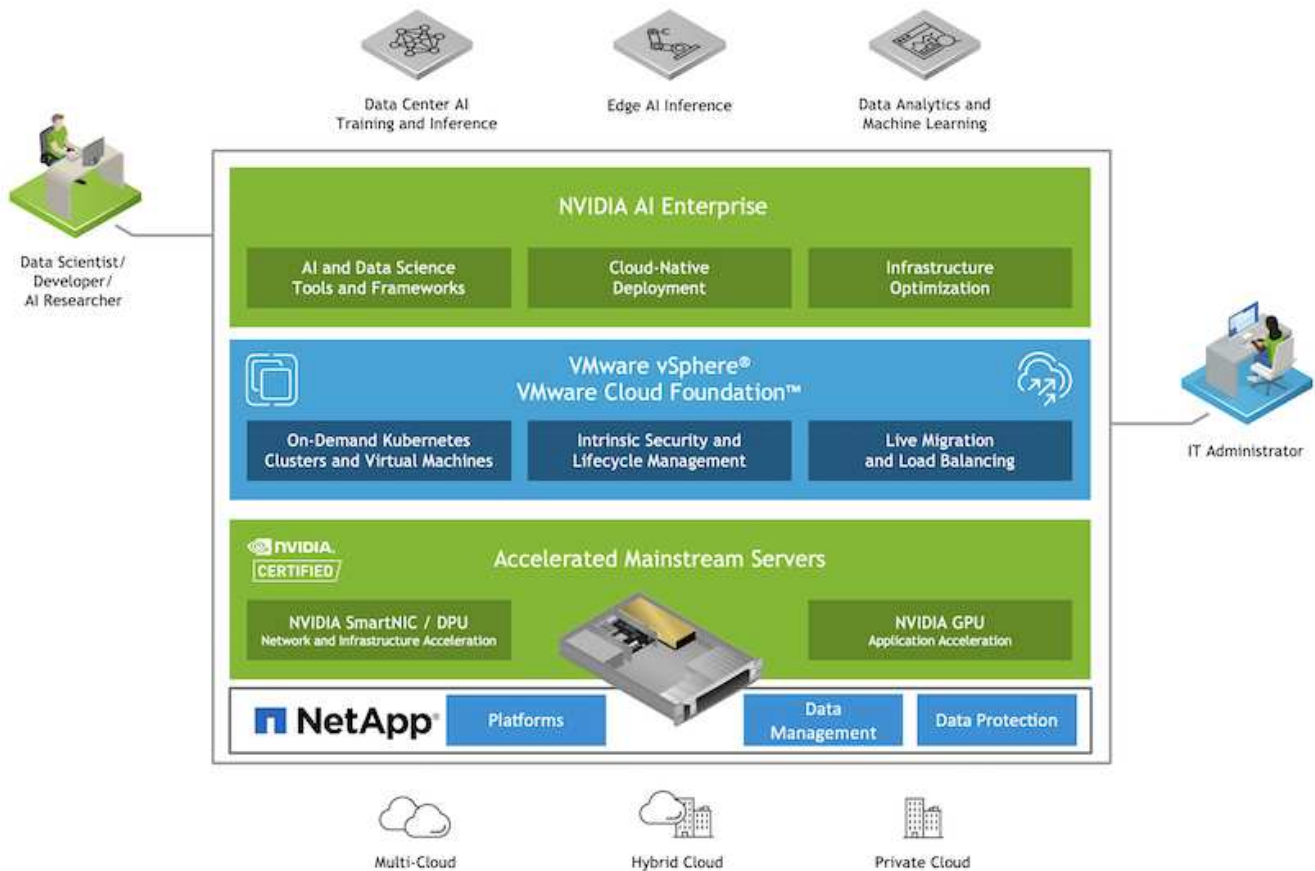 Data Center AI
Training and Inference
Edge AI Inference
Data Analytics and
Machine Learning
Data Scientist/
Developer/
AI Researcher
NVIDIA AI Enterprise
AI and Data Science
Tools and Frameworks
Cloud-Native
Deployment
Infrastructure
Optimization
VMware vSphere®
VMware Cloud Foundation™
On-Demand Kubernetes
Clusters and Virtual Machines
Intrinsic Security and
Lifecycle Management
Live Migration
and Load Balancing
IT Administrator
NVIDIA.
CERTIFIED
Accelerated Mainstream Servers
NVIDIA SmartNIC / DPU
Network and Infrastructure Acceleration
NVIDIA GPU
Application Acceleration
NetApp®
Platforms
Data
Management
Data Protection
Multi-Cloud
Hybrid Cloud
Private Cloud